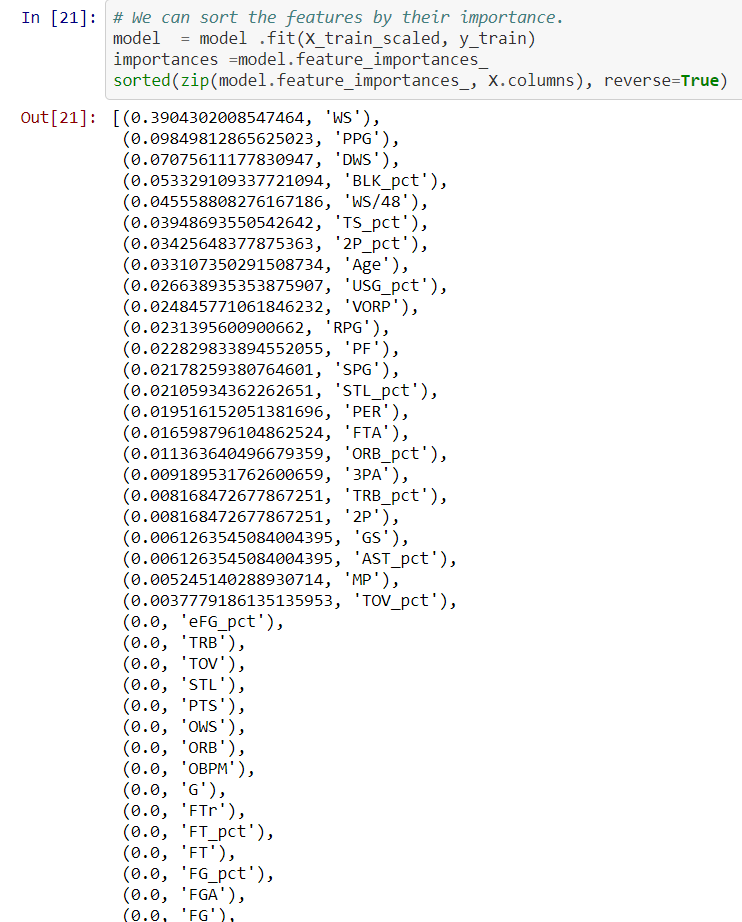 In [21]: # We can sort the features by their importance.
model  = model .fit(X_train_scaled, y_train)
importances =model.feature_importances_
sorted(zip(model.feature_importances_, X.columns), reverse=True)
Out[21]: [(0.3904302008547464, 'WS'),
(0.09849812865625023, 'PPG'),
(0.07075611177830947, 'DWS'),
(0.053329109337721094, 'BLK_pct'),
(0.045558808276167186, 'WS/48'),
(0.03948693550542642, 'TS_pct'),
(0.03425648377875363, '2P_pct'),
(0.033107350291508734, 'Age'),
(0.026638935353875907, 'USG_pct'),
(0.024845771061846232, 'VORP'),
(0.0231395600900662, 'RPG'),
(0.022829833894552055, 'PF'),
(0.02178259380764601, 'SPG'),
(0.02105934362262651, 'STL_pct'),
(0.019516152051381696, 'PER'),
(0.016598796104862524, 'FTA'),
(0.011363640496679359, 'ORB_pct'),
(0.009189531762600659, '3PA'),
(0.008168472677867251, 'TRB_pct'),
(0.008168472677867251, '2P'),
(0.0061263545084004395, 'GS'),
(0.0061263545084004395, 'AST_pct'),
(0.005245140288930714, 'MP'),
(0.0037779186135135953, 'TOV_pct'),
(0.0, 'eFG_pct'),
(0.0, 'TRB'),
(0.0, 'TOV'),
(0.0, 'STL'),
(0.0, 'PTS'),
(0.0, 'OWS'),
(0.0, 'ORB'),
(0.0, 'OBPM'),
(0.0, 'G'),
(0.0, 'FTr'),
(0.0, 'FT_pct'),
(0.0, 'FT'),
(0.0, 'FG_pct'),
(0.0, 'FGA'),
(0.0, 'FG'),